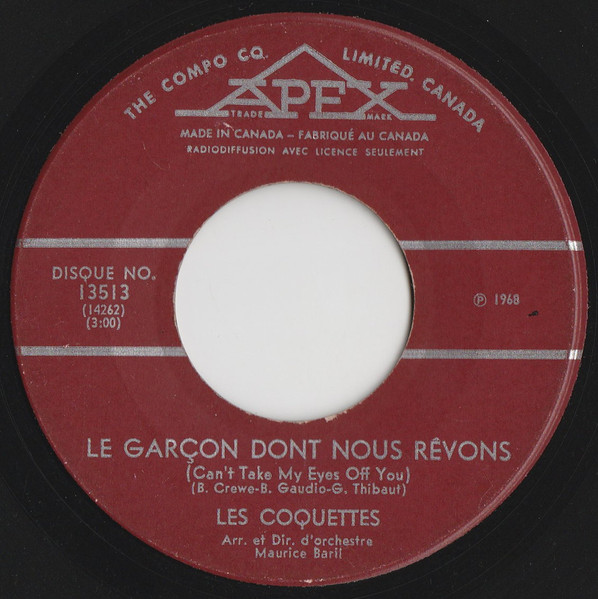 THE COMPO CO. LIMITED, CANADA
APEX
TRADE MARK
MADE IN CANADA – FABRIQUÉ AU CANADA
RADIODIFFUSION AVEC LICENCE SEULEMENT
DISQUE NO.
13513
(14262)
(3:00)
℗ 1968
LE GARÇON DONT NOUS RÊVONS
(Can't Take My Eyes Off You)
(B. Crewe-B. Gaudio-G. Thibaut)
LES COQUETTES
Arr. et Dir. d'orchestre
Maurice Baril